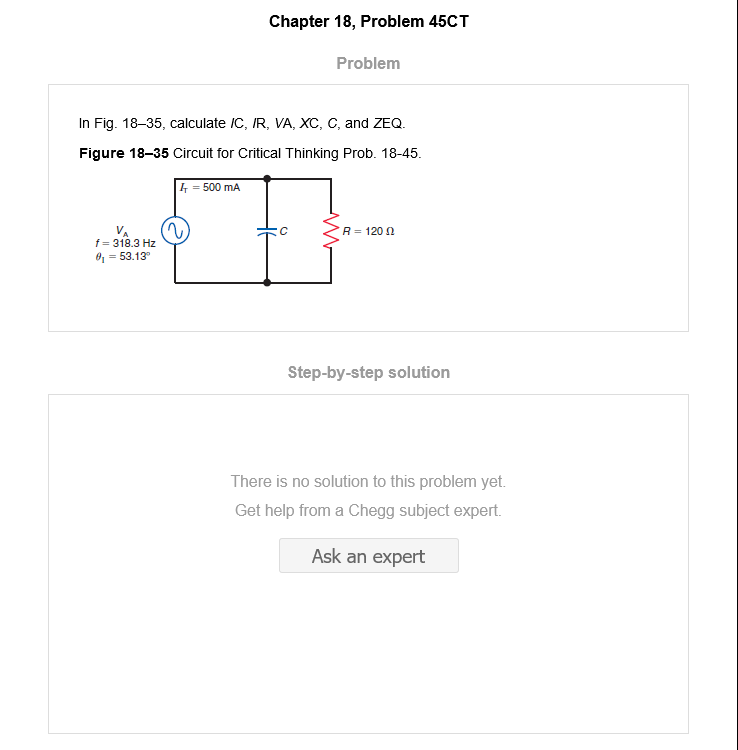 Chapter 18, Problem 45CT
Problem
In Fig. 18–35, calculate IC, IR, VA, XC, C, and ZEQ.
Figure 18–35 Circuit for Critical Thinking Prob. 18-45.
I_T = 500 mA
V_A
f = 318.3 Hz
θ_I = 53.13°
C
R = 120 Ω
Step-by-step solution
There is no solution to this problem yet.
Get help from a Chegg subject expert.
Ask an expert